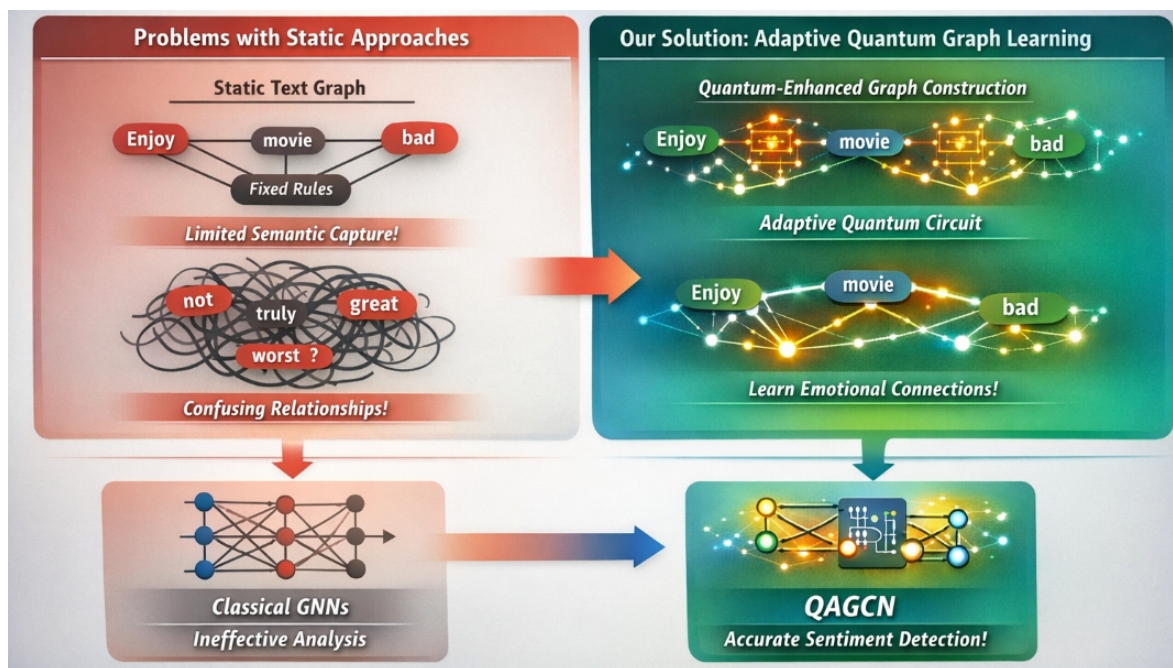 Problems with Static Approaches
Static Text Graph
Enjoy
movie
bad
Fixed Rules
Limited Semantic Capture!
not
truly
great
worst ?
Confusing Relationships!
Classical GNNs
Ineffective Analysis
Our Solution: Adaptive Quantum Graph Learning
Quantum-Enhanced Graph Construction
Enjoy
movie
bad
Adaptive Quantum Circuit
Enjoy
movie
bad
Learn Emotional Connections!
QAGCN
Accurate Sentiment Detection!